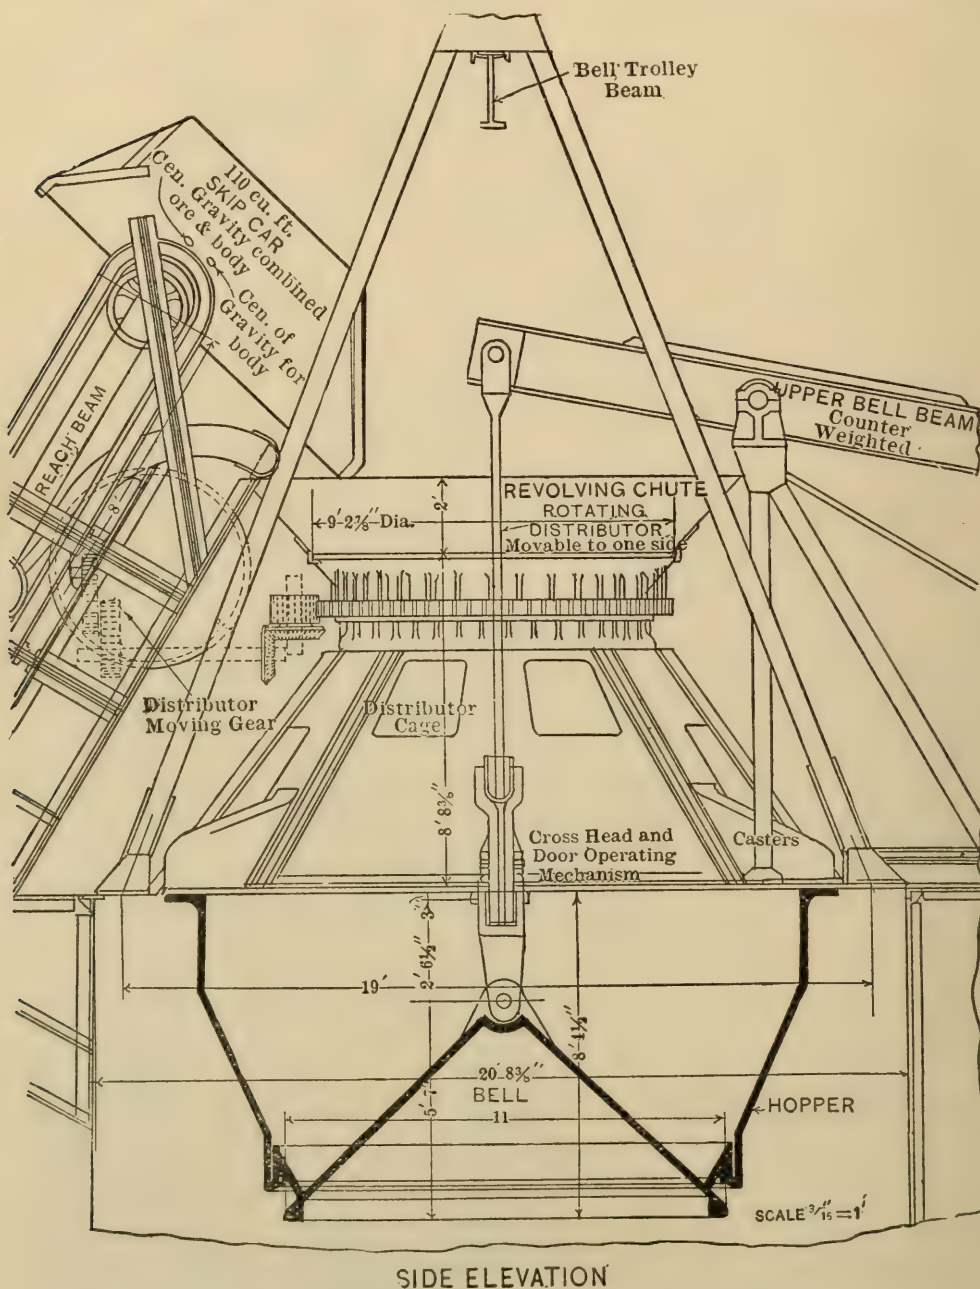 Bell Trolley
Beam
110 cu. ft.
SKIP CAR
Cen. Gravity combined
ore & body
Cen. of
Gravity for
body
REACH BEAM
8"
UPPER BELL BEAM
Counter
Weighted
2'
REVOLVING CHUTE
9'-2⅞"-Dia.
ROTATING
DISTRIBUTOR
Movable to one side
Distributor
Moving Gear
Distributor
Cage
8' 8⅜"
Cross Head and
Door Operating
Mechanism
Casters
3"
2'-6½"
19'
8'-4½"
20'-8⅜"
5'-7"
BELL
11
HOPPER
SCALE 3/16"=1'
SIDE ELEVATION